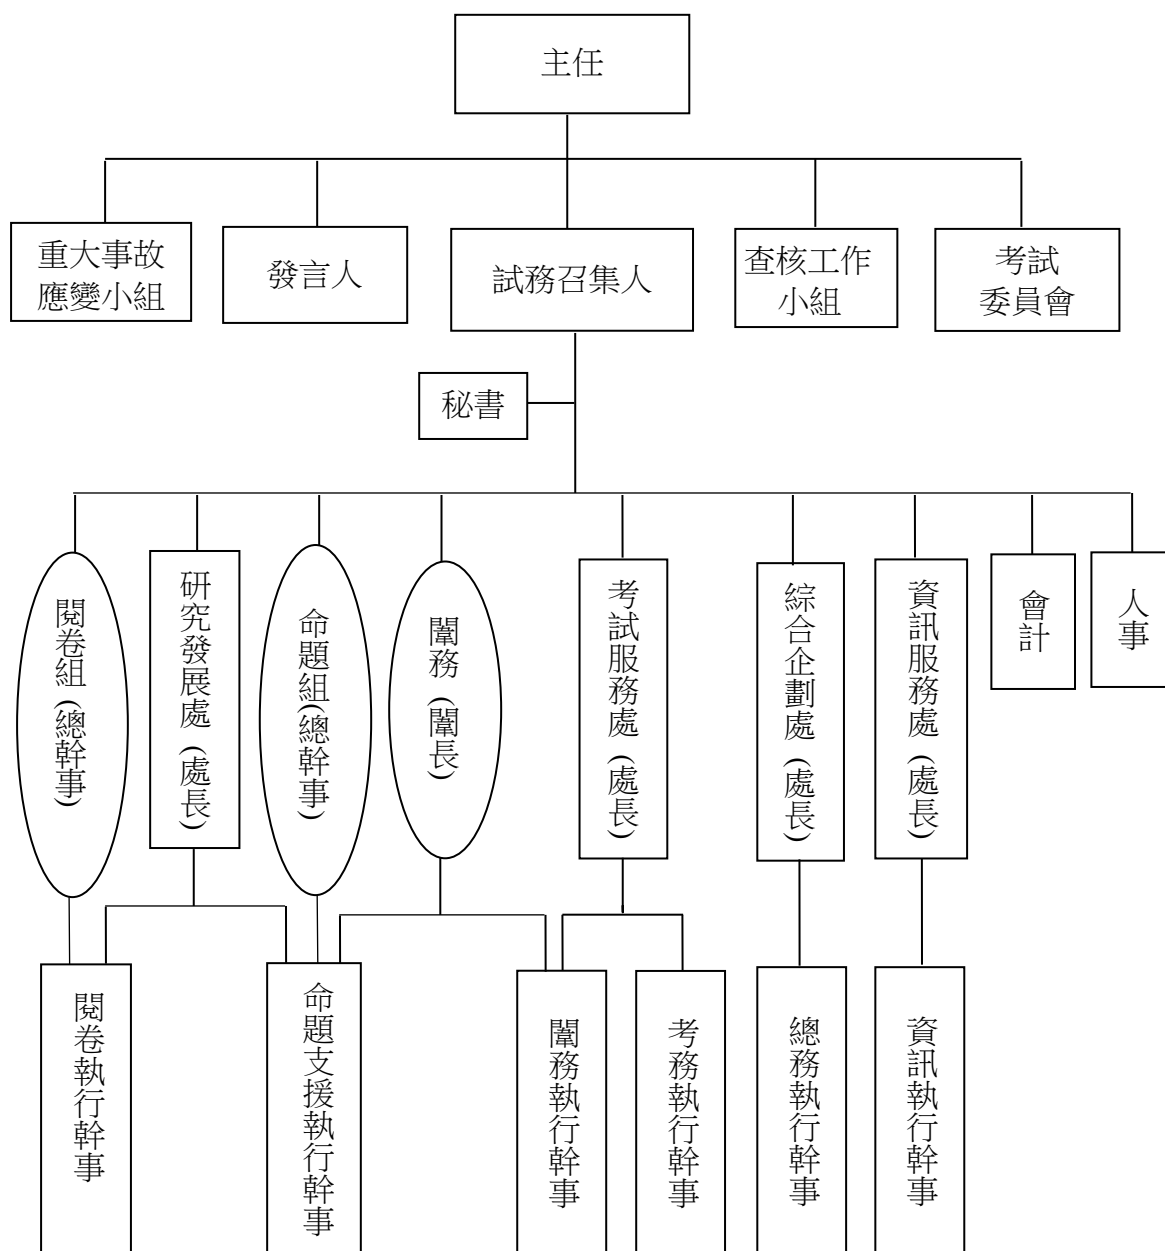 主任
重大事故
應變小組
發言人
試務召集人
查核工作
小組
考試
委員會
秘書
閱卷組(總幹事)
研究發展處(處長)
命題組(總幹事)
闈務(闈長)
考試服務處(處長)
綜合企劃處(處長)
資訊服務處(處長)
會計
人事
閱卷執行幹事
命題支援執行幹事
闈務執行幹事
考務執行幹事
總務執行幹事
資訊執行幹事